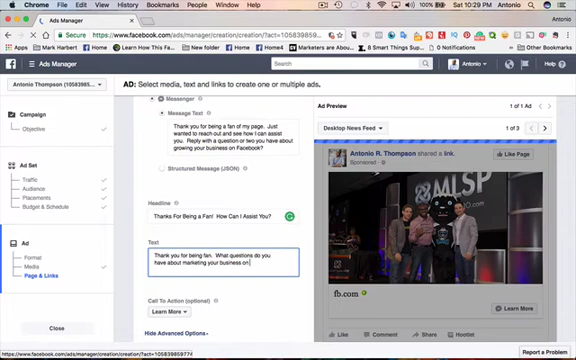 Chrome File Edit View History Bookmarks People Window Help
100% Sat 10:29 PM Antonio
Ads Manager
Antonio
Secure https://www.facebook.com/ads/manager/creation/creation/?act=105839859
Apps Bookmarks Mark Harbert Learn How This Fa New Folder Home H4M Marketers are Abou 8 Smart Things Sup 0 Notifications Other Bookmarks
Ads Manager
Search
Antonio
Help
Antonio Thompson (10583985
AD: Select media, text and links to create one or multiple ads.
Campaign
Objective
Ad Set
Traffic
Audience
Placements
Budget & Schedule
Ad
Format
Media
Page & Links
Close
Messenger
Message Text
Thank you for being a fan of my page. Just
wanted to reach out and see how I can assist
you. Reply with a question or two you have about
growing your business on Facebook?
Structured Message (JSON)
Headline
Thanks For Being a Fan! How Can I Assist You?
Text
Thank you for being fan. What questions do you
have about marketing your business on
Call To Action (optional)
Learn More
Hide Advanced Options
Ad Preview
1 of 1 Ad
Desktop News Feed
1 of 3
Antonio R. Thompson shared a link.
Sponsored
Like Page
MLSP
fb.com
Learn More
Like Comment Share Hootlet
https://www.facebook.com/ads/manager/creation/creation/?act=105839859774
Report a Problem